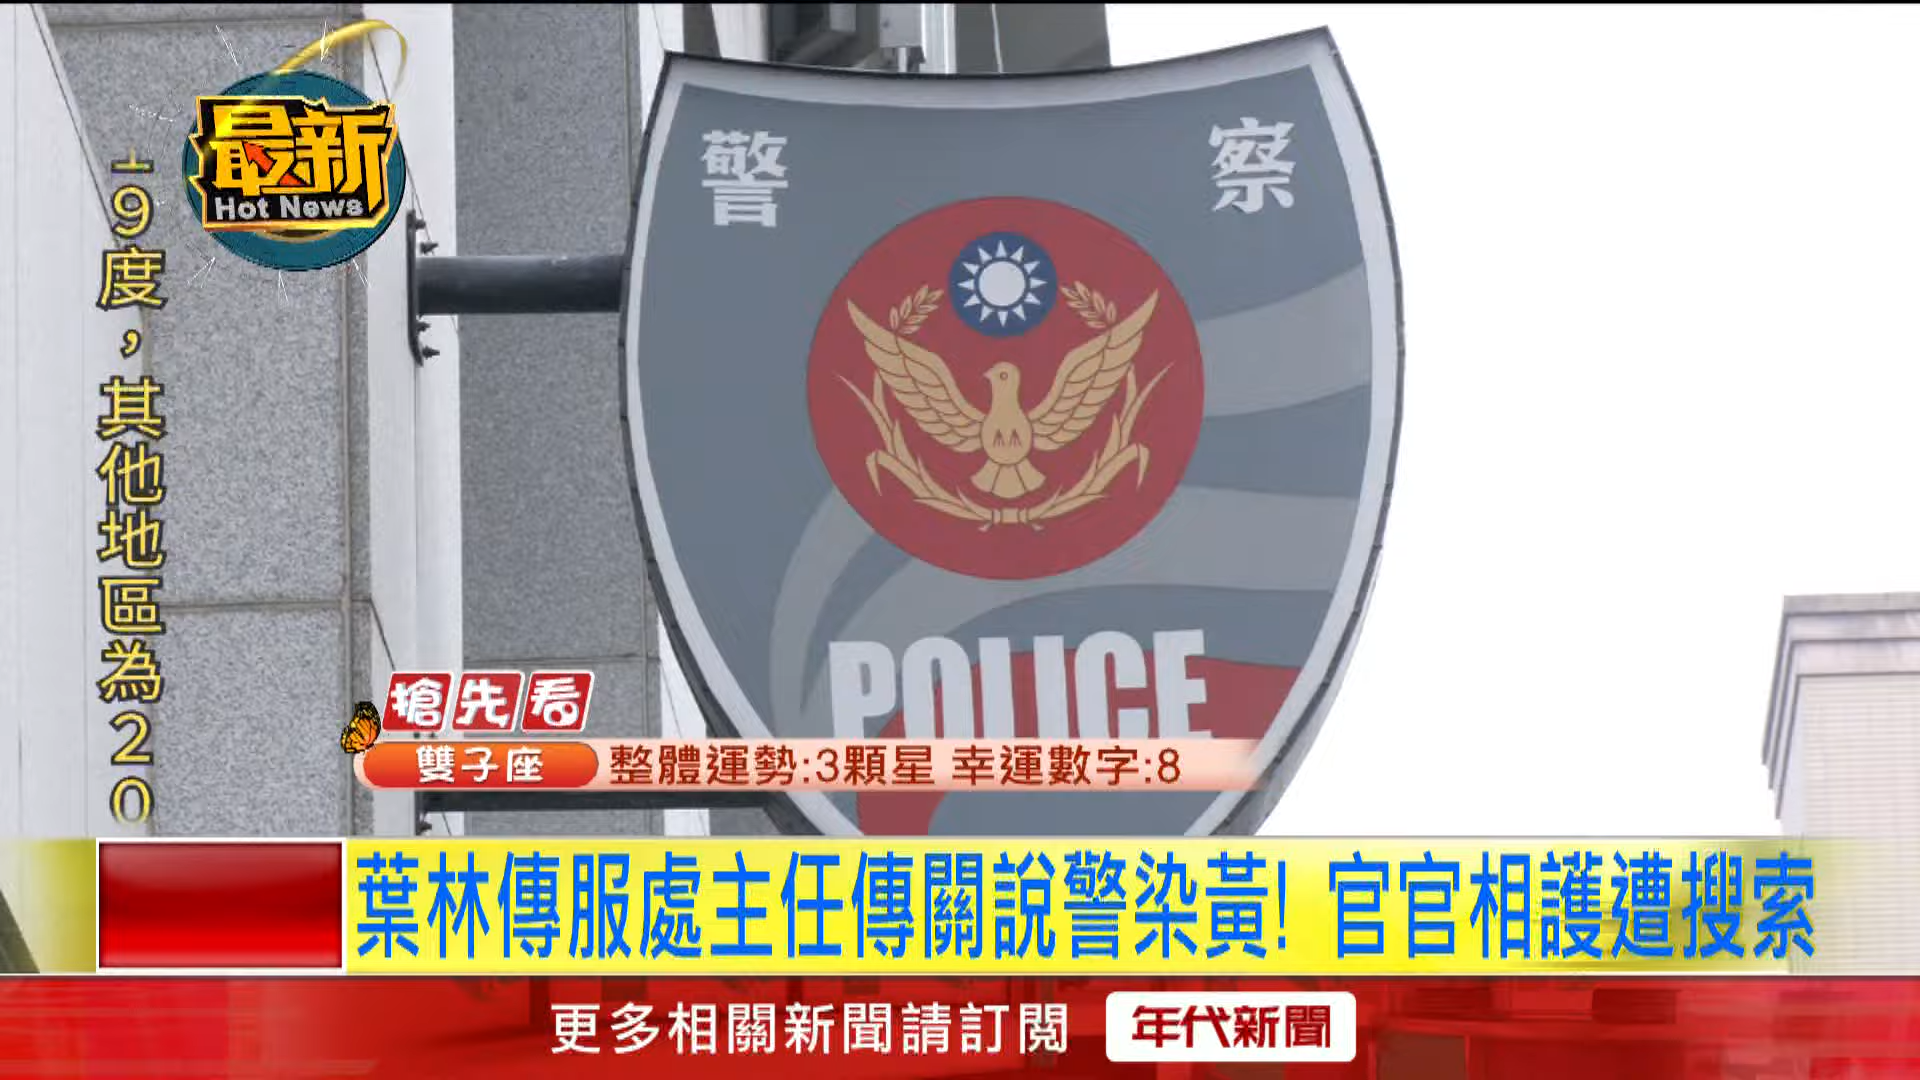 最新
Hot News
19度，其他地區為20
警 察
POLICE
搶先看
雙子座 整體運勢:3顆星 幸運數字:8
葉林傳服處主任傳關說警染黃! 官官相護遭搜索
更多相關新聞請訂閱 年代新聞